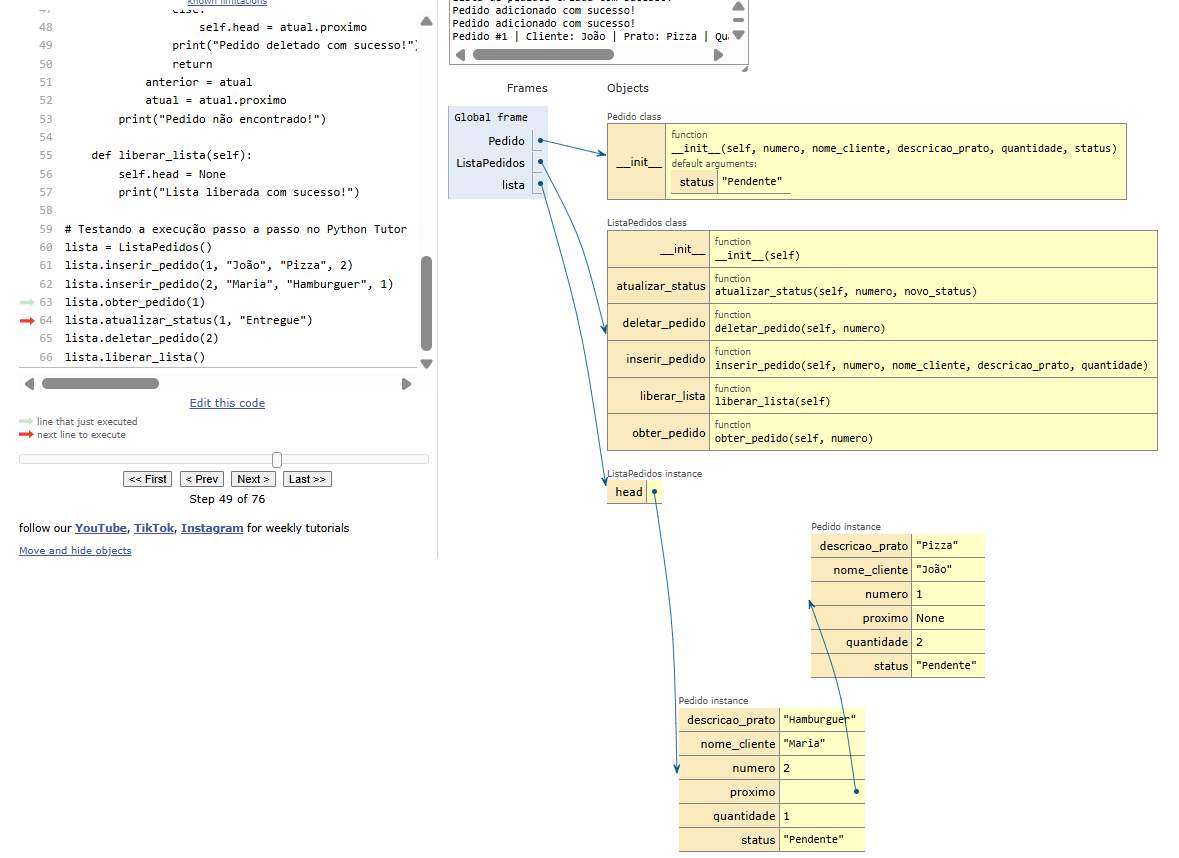 known limitations
47 else:
48 self.head = atual.proximo
49 print("Pedido deletado com sucesso!")
50 return
51 anterior = atual
52 atual = atual.proximo
53 print("Pedido não encontrado!")
54
55 def liberar_lista(self):
56 self.head = None
57 print("Lista liberada com sucesso!")
58
59 # Testando a execução passo a passo no Python Tutor
60 lista = ListaPedidos()
61 lista.inserir_pedido(1, "João", "Pizza", 2)
62 lista.inserir_pedido(2, "Maria", "Hamburguer", 1)
63 lista.obter_pedido(1)
64 lista.atualizar_status(1, "Entregue")
65 lista.deletar_pedido(2)
66 lista.liberar_lista()
Edit this code
line that just executed
next line to execute
<< First < Prev Next > Last >>
Step 49 of 76
follow our YouTube, TikTok, Instagram for weekly tutorials
Move and hide objects
Pedido adicionado com sucesso!
Pedido adicionado com sucesso!
Pedido #1 | Cliente: João | Prato: Pizza | Qu
Frames Objects
Global frame
Pedido
ListaPedidos
lista
Pedido class
__init__
function
__init__(self, numero, nome_cliente, descricao_prato, quantidade, status)
default arguments:
status "Pendente"
ListaPedidos class
__init__
function
__init__(self)
atualizar_status
function
atualizar_status(self, numero, novo_status)
deletar_pedido
function
deletar_pedido(self, numero)
inserir_pedido
function
inserir_pedido(self, numero, nome_cliente, descricao_prato, quantidade)
liberar_lista
function
liberar_lista(self)
obter_pedido
function
obter_pedido(self, numero)
ListaPedidos instance
head
Pedido instance
descricao_prato "Pizza"
nome_cliente "João"
numero 1
proximo None
quantidade 2
status "Pendente"
Pedido instance
descricao_prato "Hamburguer"
nome_cliente "Maria"
numero 2
proximo
quantidade 1
status "Pendente"